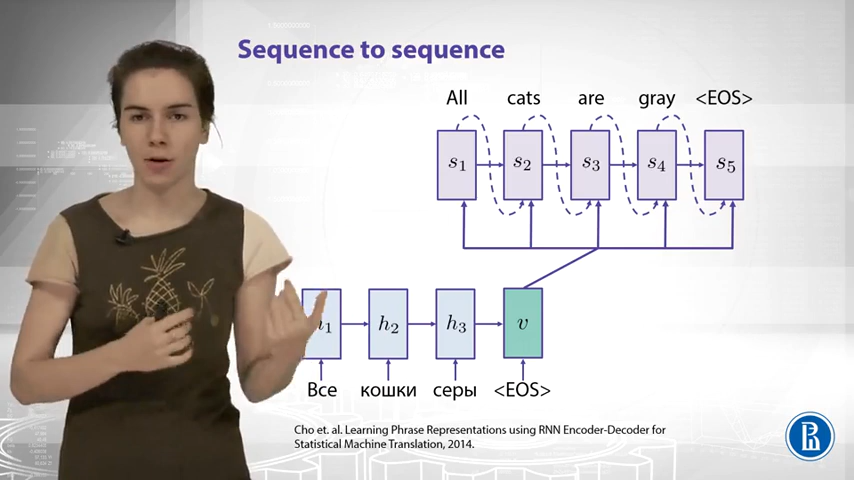 Sequence to sequence
All cats are gray <EOS>
s1 s2 s3 s4 s5
h2 h3 v
Все кошки серы <EOS>
Cho et. al. Learning Phrase Representations using RNN Encoder-Decoder for
Statistical Machine Translation, 2014.